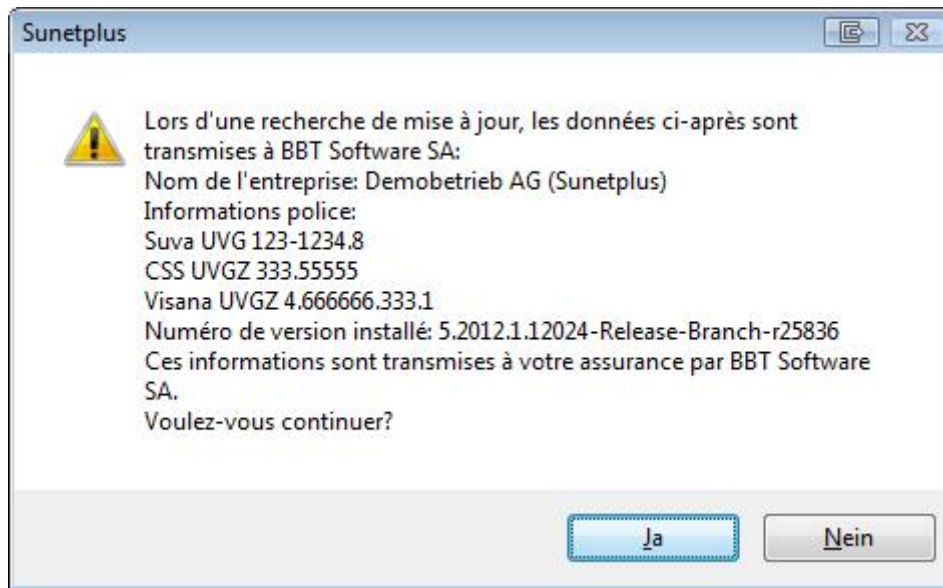 Sunetplus
Lors d'une recherche de mise à jour, les données ci-après sont
transmises à BBT Software SA:
Nom de l'entreprise: Demobetrieb AG (Sunetplus)
Informations police:
Suva UVG 123-1234.8
CSS UVGZ 333.55555
Visana UVGZ 4.666666.333.1
Numéro de version installé: 5.2012.1.12024-Release-Branch-r25836
Ces informations sont transmises à votre assurance par BBT Software
SA.
Voulez-vous continuer?
Ja
Nein